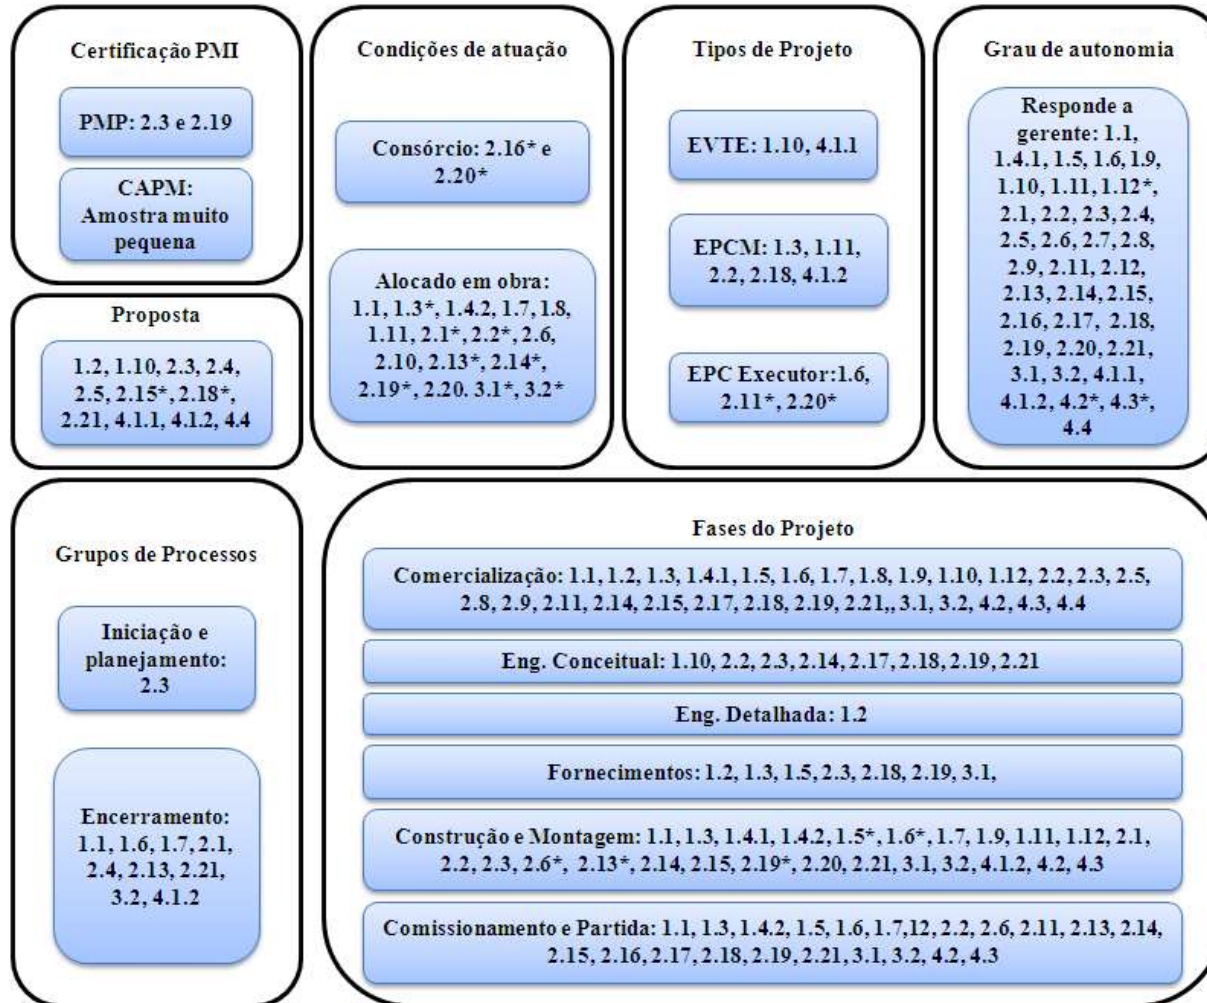 Certificação PMI
PMP: 2.3 e 2.19
CAPM:
Amostra muito
pequena
Proposta
1.2, 1.10, 2.3, 2.4,
2.5, 2.15*, 2.18*,
2.21, 4.1.1, 4.1.2, 4.4
Condições de atuação
Consórcio: 2.16* e
2.20*
Alocado em obra:
1.1, 1.3*, 1.4.2, 1.7, 1.8,
1.11, 2.1*, 2.2*, 2.6,
2.10, 2.13*, 2.14*,
2.19*, 2.20. 3.1*, 3.2*
Tipos de Projeto
EVTE: 1.10, 4.1.1
EPCM: 1.3, 1.11,
2.2, 2.18, 4.1.2
EPC Executor:1.6,
2.11*, 2.20*
Grau de autonomia
Responde a
gerente: 1.1,
1.4.1, 1.5, 1.6, 1.9,
1.10, 1.11, 1.12*,
2.1, 2.2, 2.3, 2.4,
2.5, 2.6, 2.7, 2.8,
2.9, 2.11, 2.12,
2.13, 2.14, 2.15,
2.16, 2.17, 2.18,
2.19, 2.20, 2.21,
3.1, 3.2, 4.1.1,
4.1.2, 4.2*, 4.3*,
4.4
Grupos de Processos
Iniciação e
planejamento:
2.3
Encerramento:
1.1, 1.6, 1.7, 2.1,
2.4, 2.13, 2.21,
3.2, 4.1.2
Fases do Projeto
Comercialização: 1.1, 1.2, 1.3, 1.4.1, 1.5, 1.6, 1.7, 1.8, 1.9, 1.10, 1.12, 2.2, 2.3, 2.5,
2.8, 2.9, 2.11, 2.14, 2.15, 2.17, 2.18, 2.19, 2.21,, 3.1, 3.2, 4.2, 4.3, 4.4
Eng. Conceitual: 1.10, 2.2, 2.3, 2.14, 2.17, 2.18, 2.19, 2.21
Eng. Detalhada: 1.2
Fornecimentos: 1.2, 1.3, 1.5, 2.3, 2.18, 2.19, 3.1,
Construção e Montagem: 1.1, 1.3, 1.4.1, 1.4.2, 1.5*, 1.6*, 1.7, 1.9, 1.11, 1.12, 2.1,
2.2, 2.3, 2.6*, 2.13*, 2.14, 2.15, 2.19*, 2.20, 2.21, 3.1, 3.2, 4.1.2, 4.2, 4.3
Comissionamento e Partida: 1.1, 1.3, 1.4.2, 1.5, 1.6, 1.7,12, 2.2, 2.6, 2.11, 2.13, 2.14,
2.15, 2.16, 2.17, 2.18, 2.19, 2.21, 3.1, 3.2, 4.2, 4.3